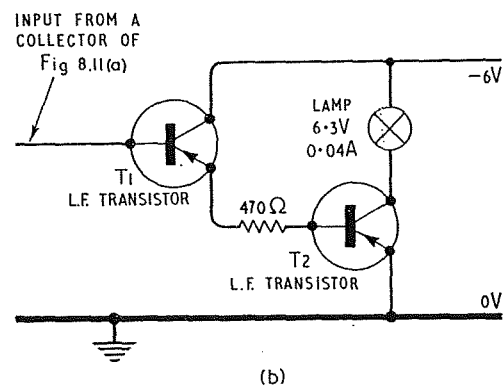 INPUT FROM A
COLLECTOR OF
Fig 8.11(a)
-6V
LAMP
6·3V
0·04A
T1
L.F. TRANSISTOR
470Ω
T2
L.F. TRANSISTOR
0V
(b)